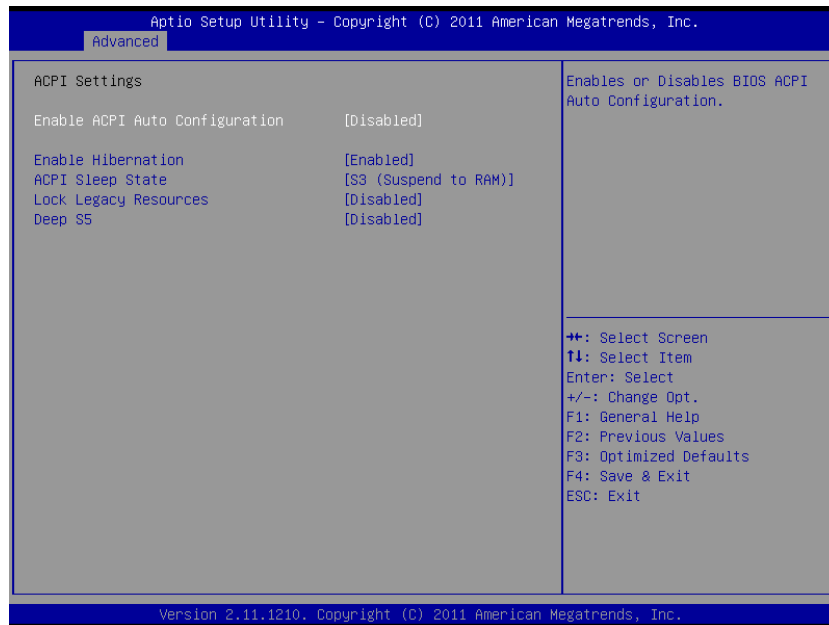 Aptio Setup Utility – Copyright (C) 2011 American Megatrends, Inc.
Advanced
ACPI Settings
Enable ACPI Auto Configuration [Disabled]
Enable Hibernation [Enabled]
ACPI Sleep State [S3 (Suspend to RAM)]
Lock Legacy Resources [Disabled]
Deep S5 [Disabled]
Enables or Disables BIOS ACPI
Auto Configuration.
→←: Select Screen
↑↓: Select Item
Enter: Select
+/-: Change Opt.
F1: General Help
F2: Previous Values
F3: Optimized Defaults
F4: Save & Exit
ESC: Exit
Version 2.11.1210. Copyright (C) 2011 American Megatrends, Inc.